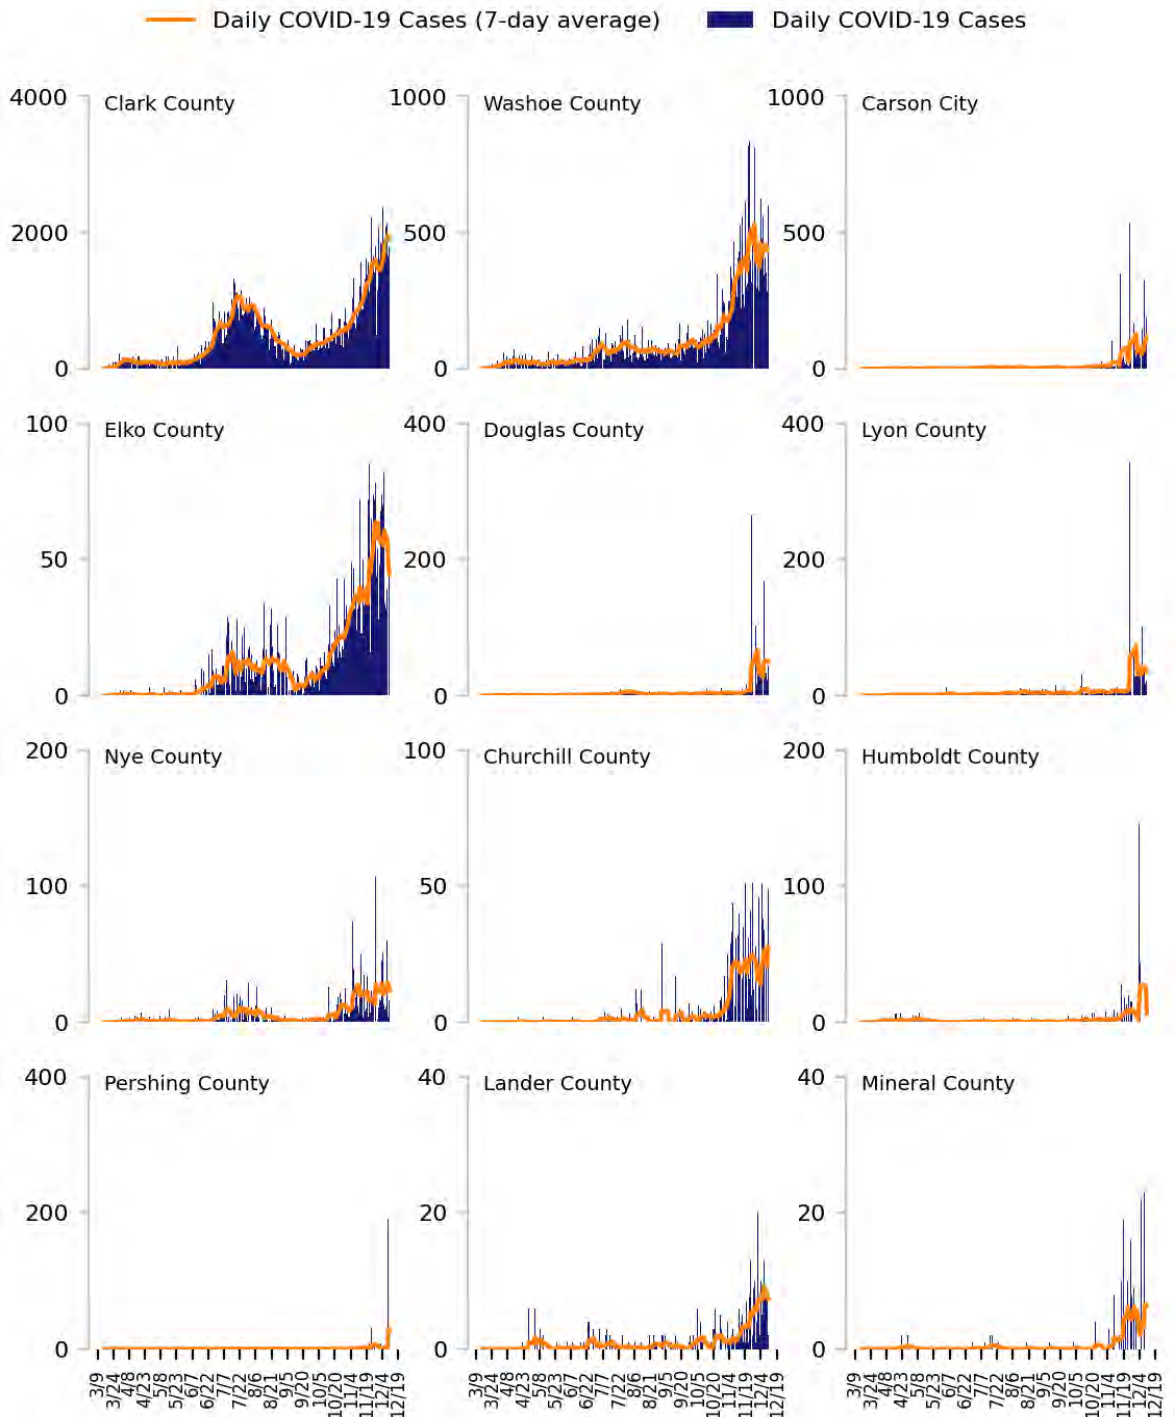 Daily COVID-19 Cases (7-day average) Daily COVID-19 Cases
4000 Clark County 1000 Washoe County 1000 Carson City
2000 500 500
0 0 0
100 Elko County 400 Douglas County 400 Lyon County
50 200 200
0 0 0
200 Nye County 100 Churchill County 200 Humboldt County
100 50 100
0 0 0
400 Pershing County 40 Lander County 40 Mineral County
200 20 20
0 0 0
3/9 3/24 4/8 4/23 5/8 5/23 6/7 6/22 7/7 7/22 8/6 8/21 9/5 9/20 10/5 10/20 11/4 11/19 12/4 12/19 3/9 3/24 4/8 4/23 5/8 5/23 6/7 6/22 7/7 7/22 8/6 8/21 9/5 9/20 10/5 10/20 11/4 11/19 12/4 12/19 3/9 3/24 4/8 4/23 5/8 5/23 6/7 6/22 7/7 7/22 8/6 8/21 9/5 9/20 10/5 10/20 11/4 11/19 12/4 12/19